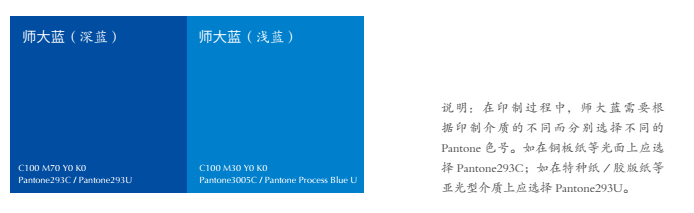 师大蓝（深蓝）
C100 M70 Y0 K0
Pantone293C / Pantone293U
师大蓝（浅蓝）
C100 M30 Y0 K0
Pantone3005C / Pantone Process Blue U
说明：在印制过程中，师大蓝需要根
据印制介质的不同而分别选择不同的
Pantone 色号。如在铜板纸等光面上应选
择 Pantone293C；如在特种纸／胶版纸等
亚光型介质上应选择 Pantone293U。